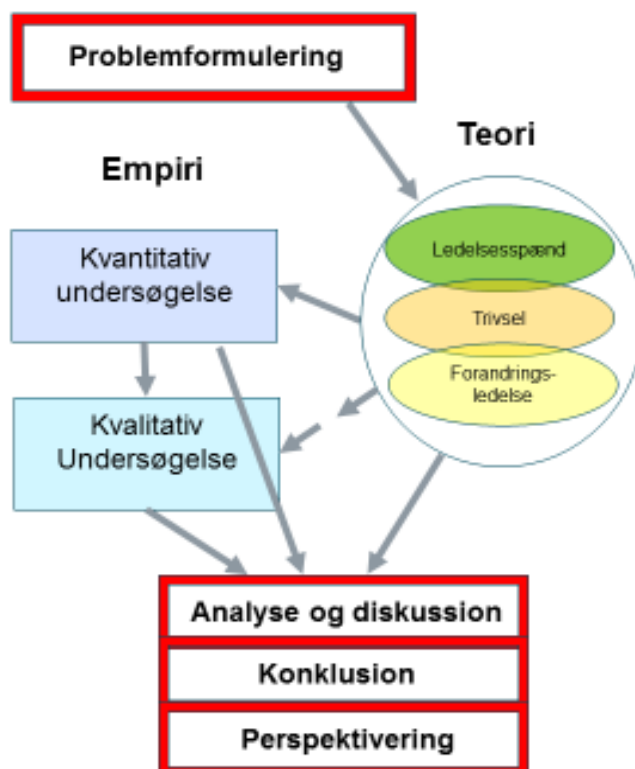 Problemformulering
Teori
Empiri
Ledelsesspænd
Trivsel
Forandrings-
ledelse
Kvantitativ
undersøgelse
Kvalitativ
Undersøgelse
Analyse og diskussion
Konklusion
Perspektivering